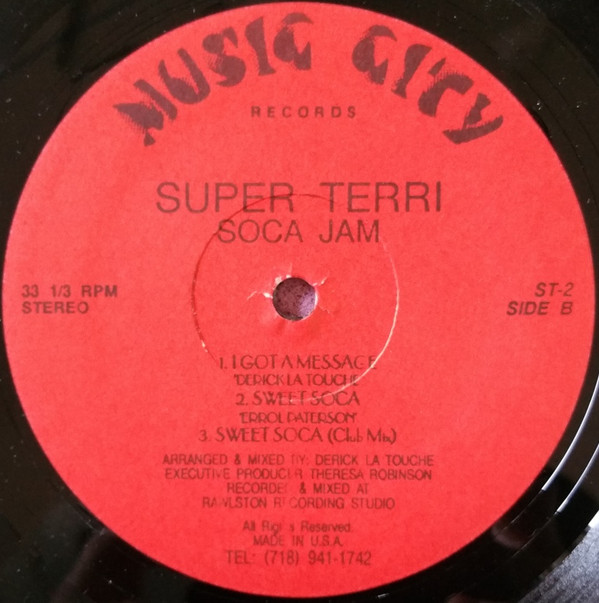 MUSIC CITY
RECORDS
SUPER TERRI
SOCA JAM
33 1/3 RPM
STEREO
ST-2
SIDE B
1. I GOT A MESSAGE
"DERICK LA TOUCHE"
2. SWEET SOCA
"ERROL PATERSON"
3. SWEET SOCA (Club Mix)
ARRANGED & MIXED BY: DERICK LA TOUCHE
EXECUTIVE PRODUCER THERESA ROBINSON
RECORDED & MIXED AT
RAWLSTON RECORDING STUDIO
All Rights Reserved.
MADE IN U.S.A.
TEL: (718) 941-1742